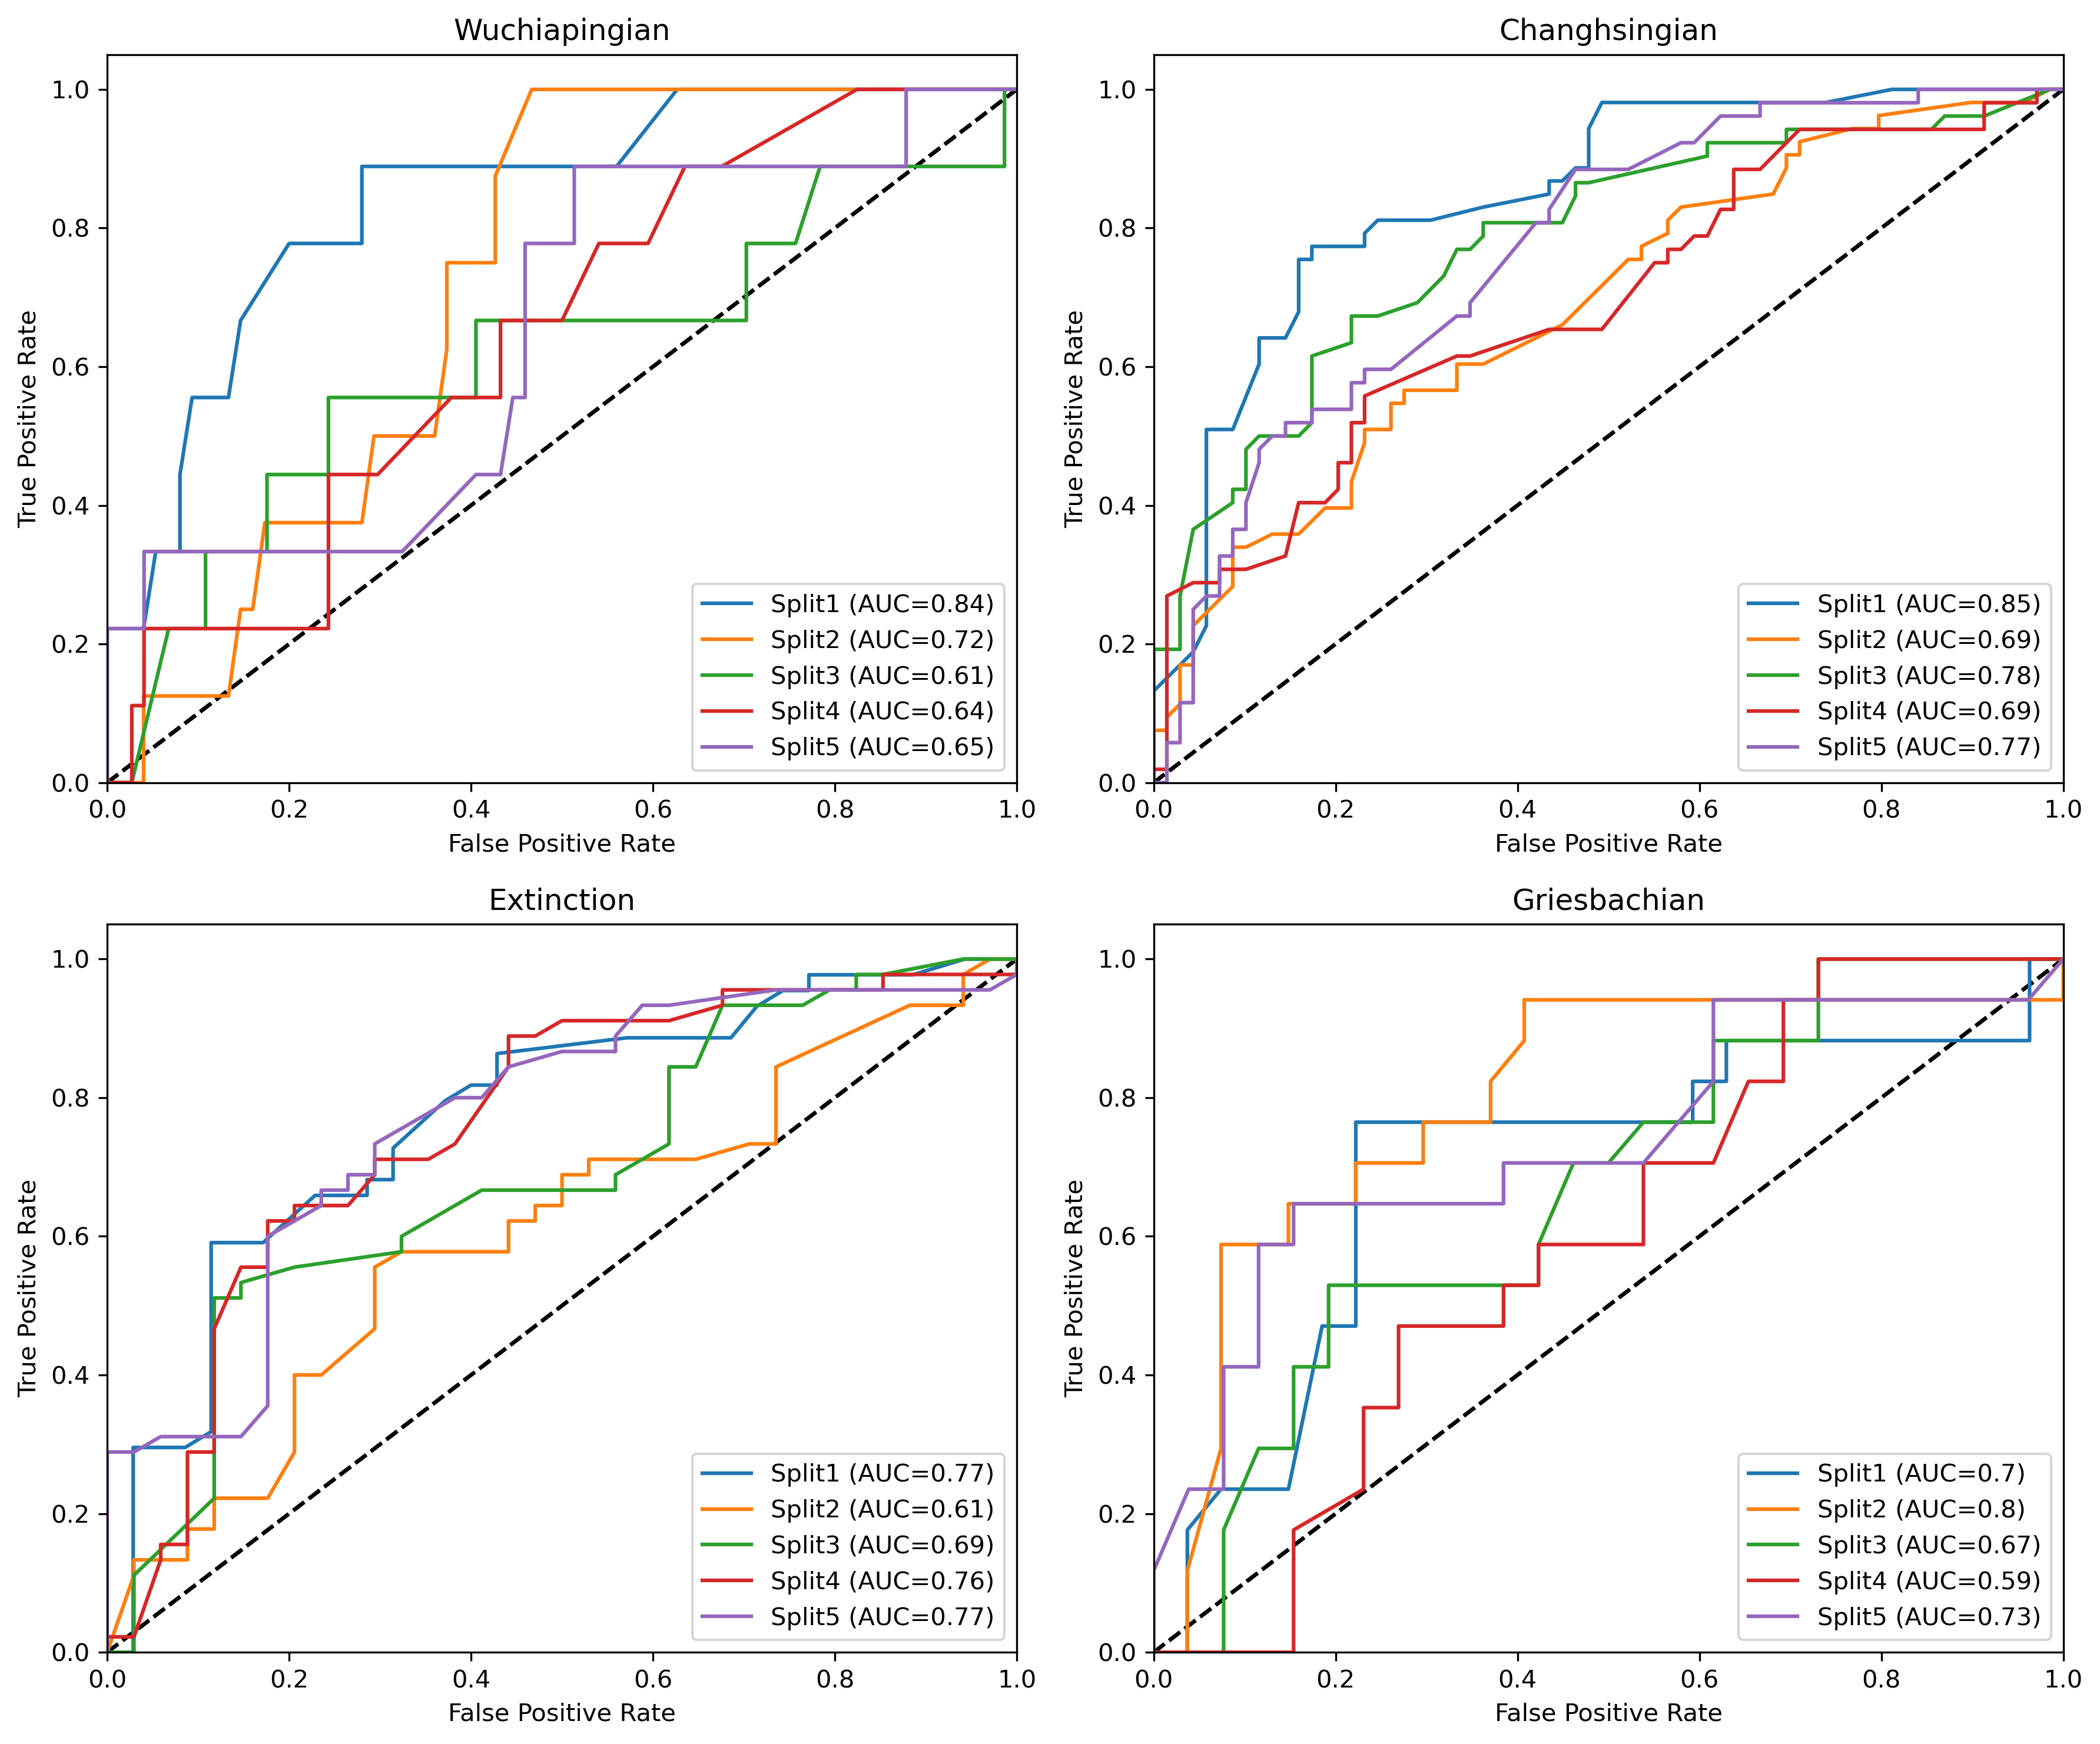 Wuchiapingian
True Positive Rate
1.0
0.8
0.6
0.4
0.2
0.0
0.0 0.2 0.4 0.6 0.8 1.0
False Positive Rate
Split1 (AUC=0.84)
Split2 (AUC=0.72)
Split3 (AUC=0.61)
Split4 (AUC=0.64)
Split5 (AUC=0.65)
Changhsingian
True Positive Rate
1.0
0.8
0.6
0.4
0.2
0.0
0.0 0.2 0.4 0.6 0.8 1.0
False Positive Rate
Split1 (AUC=0.85)
Split2 (AUC=0.69)
Split3 (AUC=0.78)
Split4 (AUC=0.69)
Split5 (AUC=0.77)
Extinction
True Positive Rate
1.0
0.8
0.6
0.4
0.2
0.0
0.0 0.2 0.4 0.6 0.8 1.0
False Positive Rate
Split1 (AUC=0.77)
Split2 (AUC=0.61)
Split3 (AUC=0.69)
Split4 (AUC=0.76)
Split5 (AUC=0.77)
Griesbachian
True Positive Rate
1.0
0.8
0.6
0.4
0.2
0.0
0.0 0.2 0.4 0.6 0.8 1.0
False Positive Rate
Split1 (AUC=0.7)
Split2 (AUC=0.8)
Split3 (AUC=0.67)
Split4 (AUC=0.59)
Split5 (AUC=0.73)